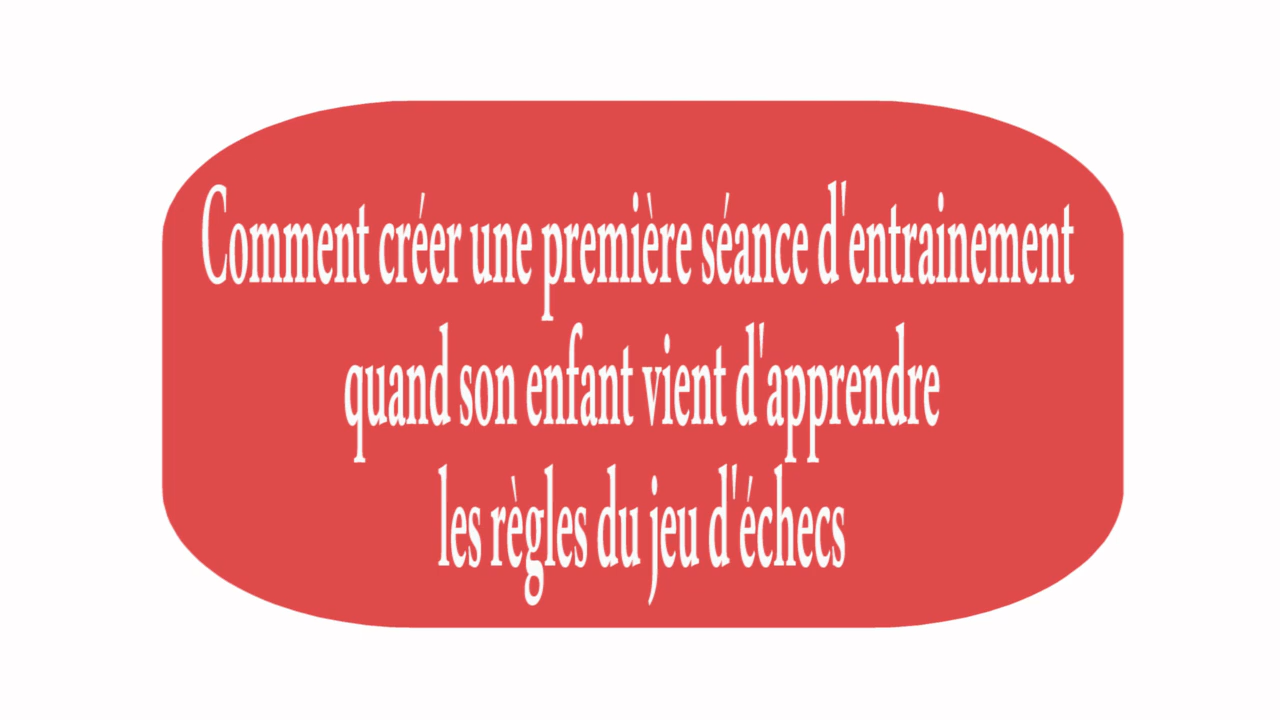 Comment créer une première séance d'entrainement
quand son enfant vient d'apprendre
les règles du jeu d'échecs